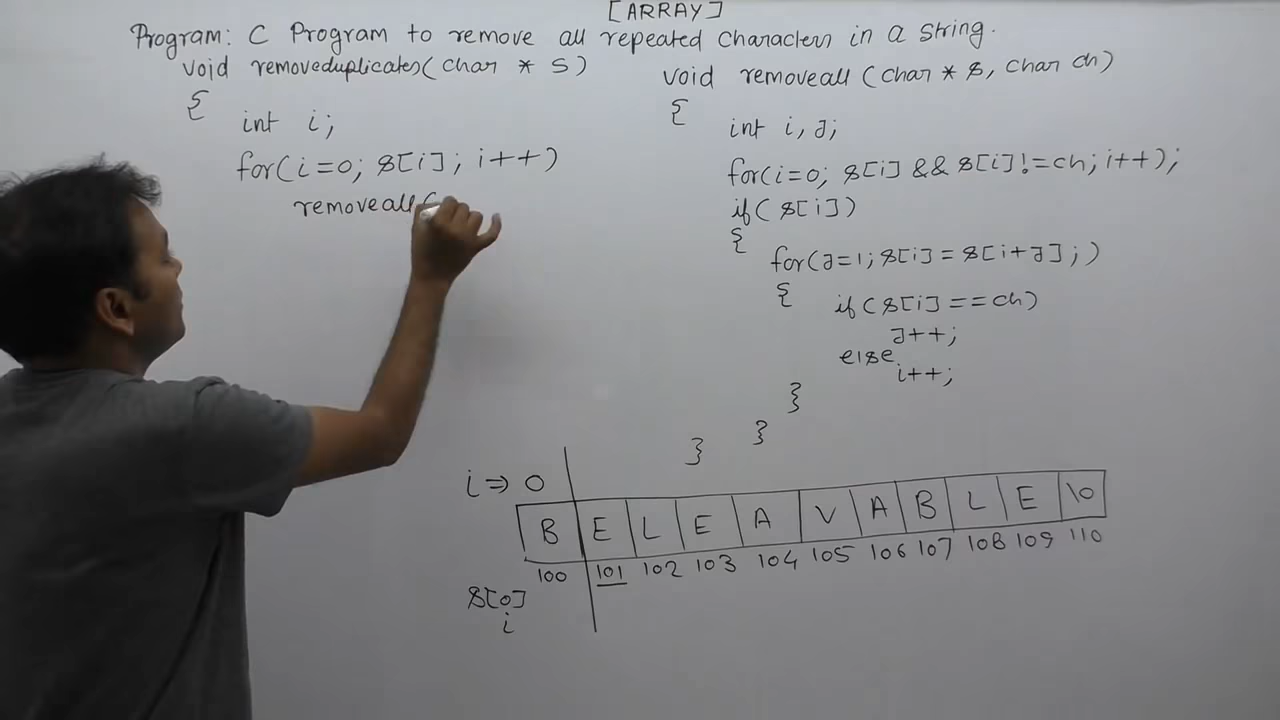 [ARRAY]
Program: C Program to remove all repeated characters in a string.
void removeduplicates(char * s)
{
int i;
for(i=0; s[i]; i++)
removeall(
void removeall (char * s, char ch)
{
int i, J;
for(i=0; s[i] && s[i]!=ch; i++);
if( s[i])
{
for(J=1; s[i] = s[i+J]; )
{
if(s[i]==ch)
J++;
else
i++;
}
}
}
i ⇒ 0
B E L E A V A B L E \0
100 101 102 103 104 105 106 107 108 109 110
s[0]
i